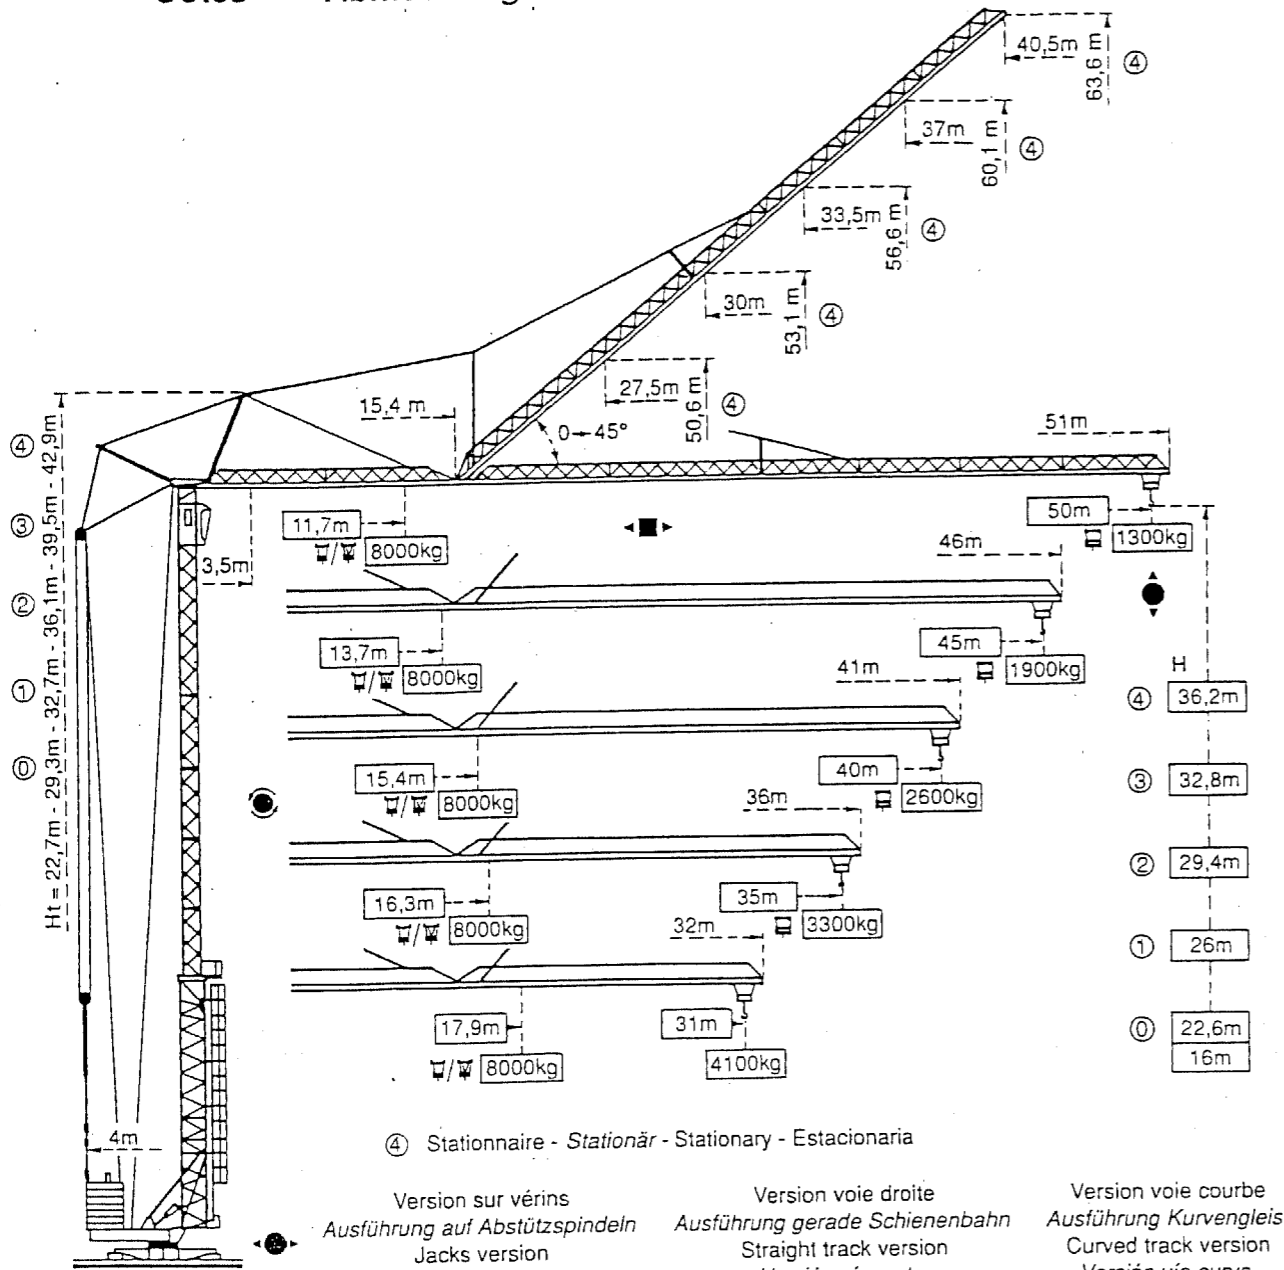 40,5m
63,6 m
④
37m
60,1 m
④
33,5m
56,6 m
④
30m
53,1 m
④
27,5m
50,6 m
④
15,4 m
0→45°
51m
Ht = 22,7m - 29,3m - 32,7m - 36,1m - 39,5m - 42,9m
④
③
②
①
⓪
3,5m
11,7m
8000kg
50m
1300kg
46m
13,7m
8000kg
45m
1900kg
41m
15,4m
8000kg
40m
2600kg
36m
16,3m
8000kg
35m
3300kg
32m
17,9m
8000kg
31m
4100kg
H
④ 36,2m
③ 32,8m
② 29,4m
① 26m
⓪ 22,6m
16m
4m
④ Stationnaire - Stationär - Stationary - Estacionaria
Version sur vérins
Ausführung auf Abstützspindeln
Jacks version
Version voie droite
Ausführung gerade Schienenbahn
Straight track version
Version voie courbe
Ausführung Kurvengleis
Curved track version